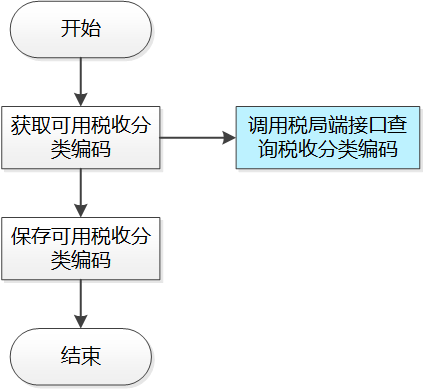 开始
获取可用税收分
类编码
调用税局端接口查
询税收分类编码
保存可用税收分
类编码
结束